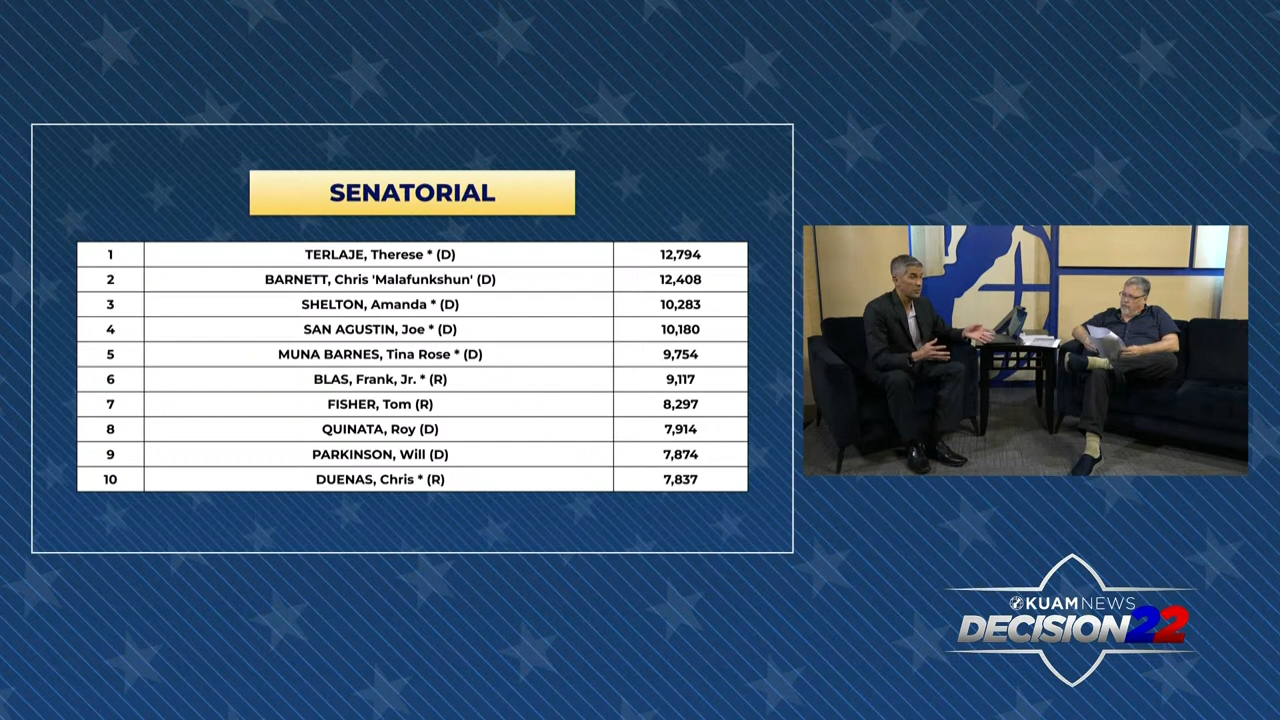 SENATORIAL
1 TERLAJE, Therese * (D) 12,794
2 BARNETT, Chris 'Malafunkshun' (D) 12,408
3 SHELTON, Amanda * (D) 10,283
4 SAN AGUSTIN, Joe * (D) 10,180
5 MUNA BARNES, Tina Rose * (D) 9,754
6 BLAS, Frank, Jr. * (R) 9,117
7 FISHER, Tom (R) 8,297
8 QUINATA, Roy (D) 7,914
9 PARKINSON, Will (D) 7,874
10 DUENAS, Chris * (R) 7,837
KUAMNEWS
DECISION22